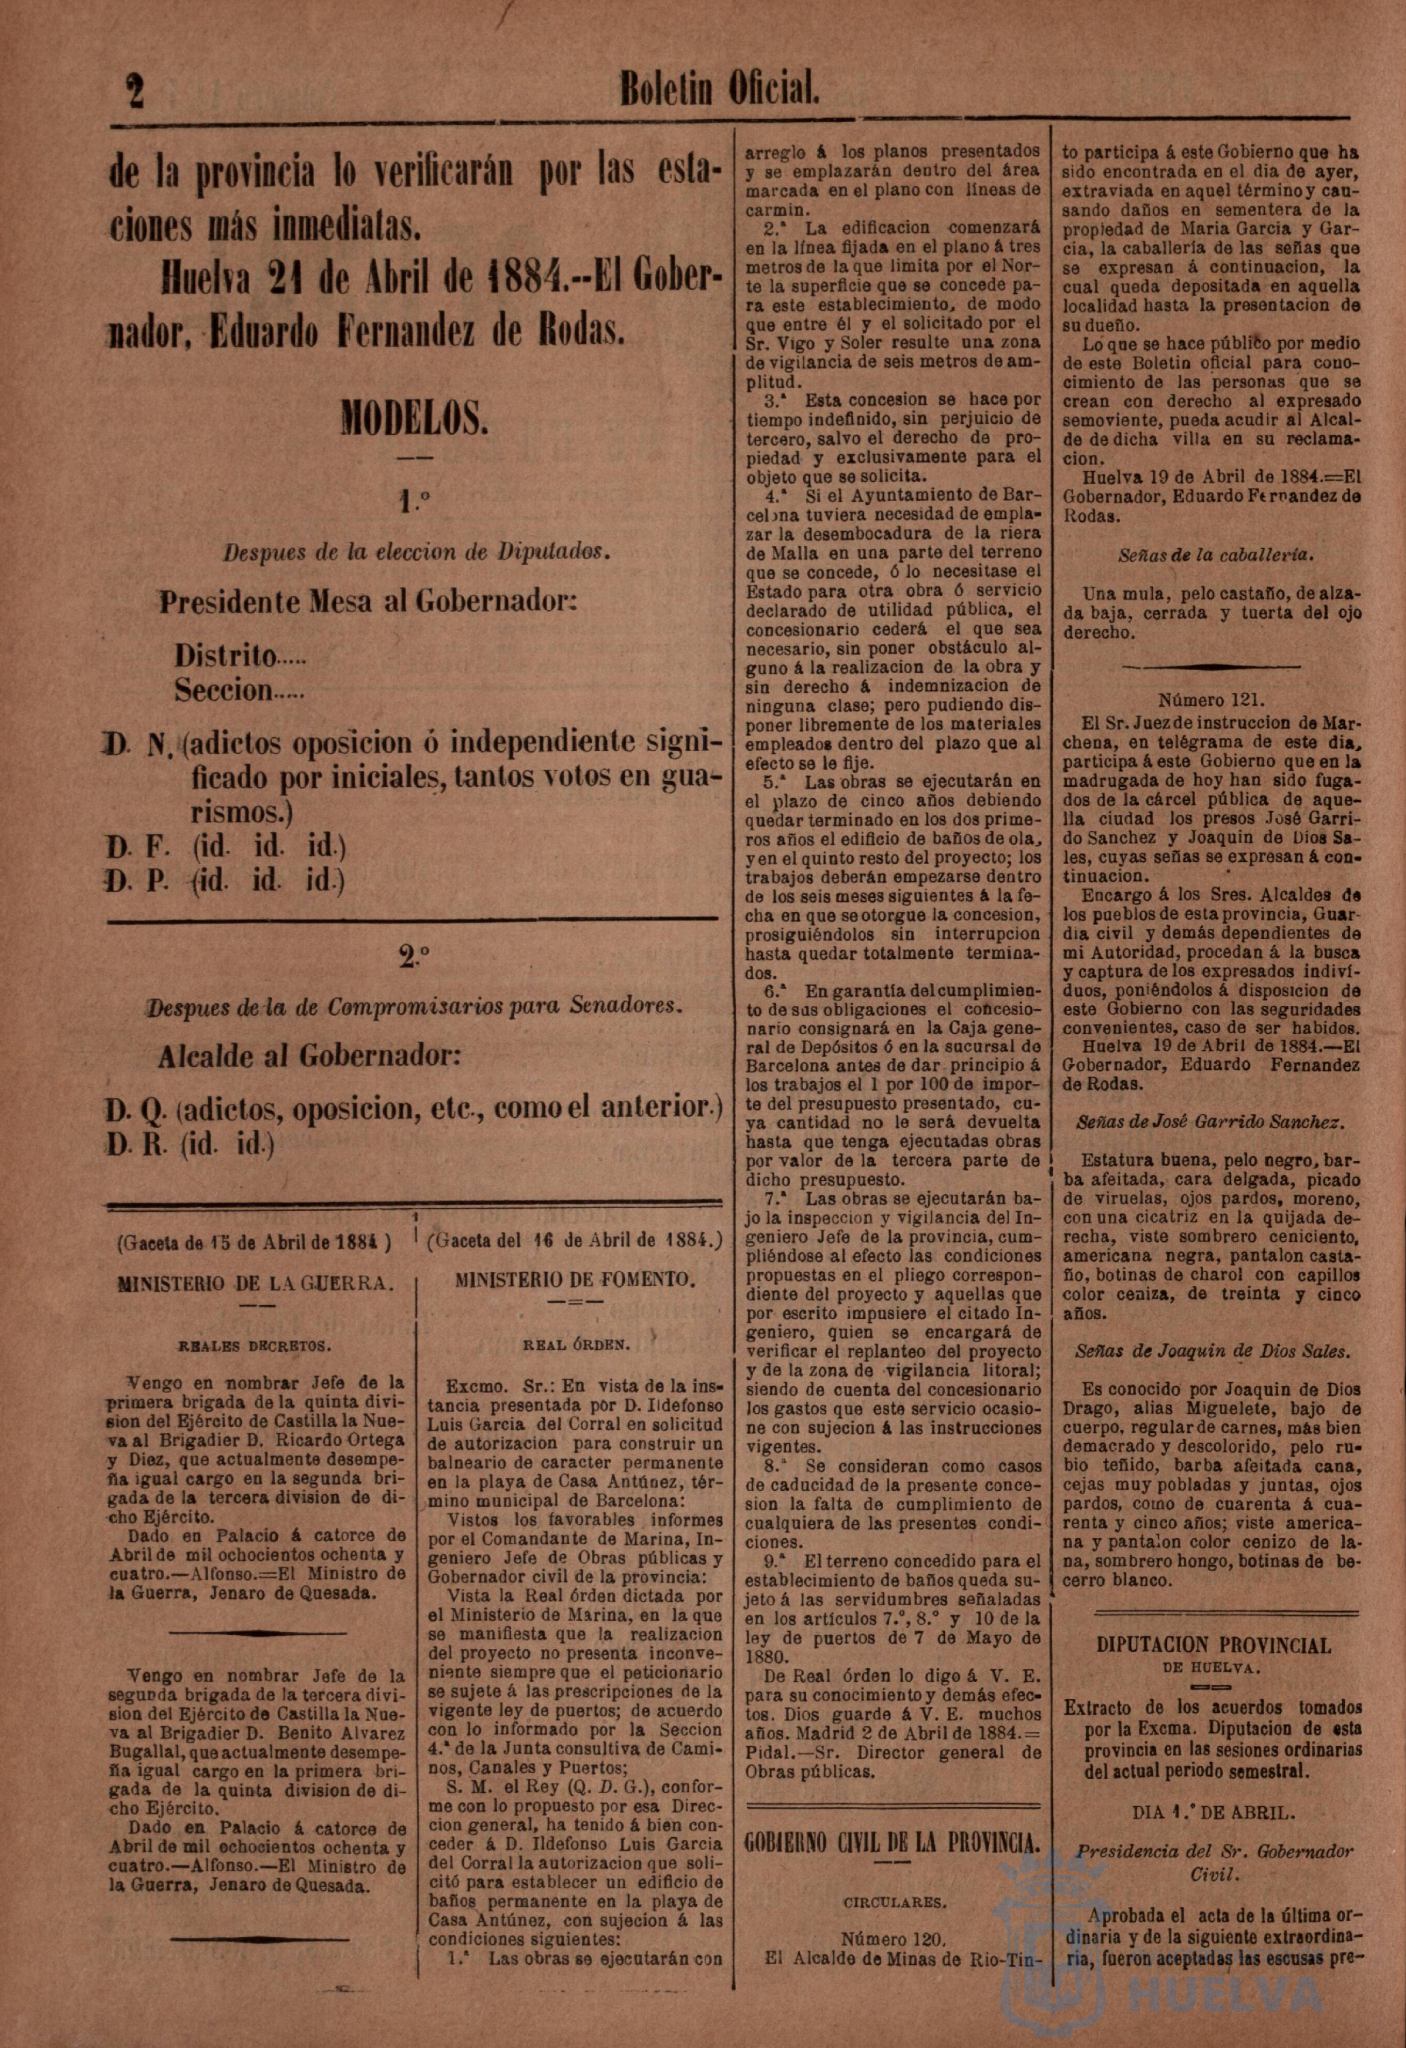 2
Boletin Oficial.
de la provincia lo verificarán por las esta-
ciones más inmediatas.
Huelva 21 de Abril de 1884.--El Gober-
nador, Eduardo Fernandez de Rodas.
MODELOS.
1.º
Despues de la eleccion de Diputados.
Presidente Mesa al Gobernador:
Distrito.....
Seccion.....
D. N. (adictos oposicion ó independiente signi-
ficado por iniciales, tantos votos en gua-
rismos.)
D. F. (id. id. id.)
D. P. (id. id. id.)
2.º
Despues de la de Compromisarios para Senadores.
Alcalde al Gobernador:
D. Q. (adictos, oposicion, etc., como el anterior.)
D. R. (id. id.)
(Gaceta de 15 de Abril de 1884 )
MINISTERIO DE LA GUERRA.
REALES DECRETOS.
Vengo en nombrar Jefe de la
primera brigada de la quinta divi-
sion del Ejército de Castilla la Nue-
va al Brigadier D. Ricardo Ortega
y Diez, que actualmente desempe-
ña igual cargo en la segunda bri-
gada de la tercera division de di-
cho Ejército.
Dado en Palacio á catorce de
Abril de mil ochocientos ochenta y
cuatro.—Alfonso.=El Ministro de
la Guerra, Jenaro de Quesada.
Vengo en nombrar Jefe de la
segunda brigada de la tercera divi-
sion del Ejército de Castilla la Nue-
va al Brigadier D. Benito Alvarez
Bugallal, que actualmente desempe-
ña igual cargo en la primera bri-
gada de la quinta division de di-
cho Ejército.
Dado en Palacio á catorce de
Abril de mil ochocientos ochenta y
cuatro.—Alfonso.—El Ministro de
la Guerra, Jenaro de Quesada.
(Gaceta del 16 de Abril de 1884.)
MINISTERIO DE FOMENTO.
REAL ÓRDEN.
Excmo. Sr.: En vista de la ins-
tancia presentada por D. Ildefonso
Luis Garcia del Corral en solicitud
de autorizacion para construir un
balneario de caracter permanente
en la playa de Casa Antúnez, tér-
mino municipal de Barcelona:
Vistos los favorables informes
por el Comandante de Marina, In-
geniero Jefe de Obras públicas y
Gobernador civil de la provincia:
Vista la Real órden dictada por
el Ministerio de Marina, en la que
se manifiesta que la realizacion
del proyecto no presenta inconve-
niente siempre que el peticionario
se sujete á las prescripciones de la
vigente ley de puertos; de acuerdo
con lo informado por la Seccion
4.ª de la Junta consultiva de Cami-
nos, Canales y Puertos;
S. M. el Rey (Q. D. G.), confor-
me con lo propuesto por esa Direc-
cion general, ha tenido á bien con-
ceder á D. Ildefonso Luis Garcia
del Corral la autorizacion que soli-
citó para establecer un edificio de
baños permanente en la playa de
Casa Antúnez, con sujecion á las
condiciones siguientes:
1.ª Las obras se ejecutarán con
arreglo á los planos presentados
y se emplazarán dentro del área
marcada en el plano con líneas de
carmin.
2.ª La edificacion comenzará
en la línea fijada en el plano á tres
metros de la que limita por el Nor-
te la superficie que se concede pa-
ra este establecimiento, de modo
que entre él y el solicitado por el
Sr. Vigo y Soler resulte una zona
de vigilancia de seis metros de am-
plitud.
3.ª Esta concesion se hace por
tiempo indefinido, sin perjuicio de
tercero, salvo el derecho de pro-
piedad y exclusivamente para el
objeto que se solicita.
4.ª Si el Ayuntamiento de Bar-
celona tuviera necesidad de empla-
zar la desembocadura de la riera
de Malla en una parte del terreno
que se concede, ó lo necesitase el
Estado para otra obra ó servicio
declarado de utilidad pública, el
concesionario cederá el que sea
necesario, sin poner obstáculo al-
guno á la realizacion de la obra y
sin derecho á indemnizacion de
ninguna clase; pero pudiendo dis-
poner libremente de los materiales
empleados dentro del plazo que al
efecto se le fije.
5.ª Las obras se ejecutarán en
el plazo de cinco años debiendo
quedar terminado en los dos prime-
ros años el edificio de baños de ola,
y en el quinto resto del proyecto; los
trabajos deberán empezarse dentro
de los seis meses siguientes á la fe-
cha en que se otorgue la concesion,
prosiguiéndolos sin interrupcion
hasta quedar totalmente termina-
dos.
6.ª En garantía del cumplimien-
to de sus obligaciones el concesio-
nario consignará en la Caja gene-
ral de Depósitos ó en la sucursal de
Barcelona antes de dar principio á
los trabajos el 1 por 100 de impor-
te del presupuesto presentado, cu-
ya cantidad no le será devuelta
hasta que tenga ejecutadas obras
por valor de la tercera parte de
dicho presupuesto.
7.ª Las obras se ejecutarán ba-
jo la inspeccion y vigilancia del In-
geniero Jefe de la provincia, cum-
pliéndose al efecto las condiciones
propuestas en el pliego correspon-
diente del proyecto y aquellas que
por escrito impusiere el citado In-
geniero, quien se encargará de
verificar el replanteo del proyecto
y de la zona de vigilancia litoral;
siendo de cuenta del concesionario
los gastos que este servicio ocasio-
ne con sujecion á las instrucciones
vigentes.
8.ª Se consideran como casos
de caducidad de la presente conce-
sion la falta de cumplimiento de
cualquiera de las presentes condi-
ciones.
9.ª El terreno concedido para el
establecimiento de baños queda su-
jeto á las servidumbres señaladas
en los artículos 7.º, 8.º y 10 de la
ley de puertos de 7 de Mayo de
1880.
De Real órden lo digo á V. E.
para su conocimiento y demás efec-
tos. Dios guarde á V. E. muchos
años. Madrid 2 de Abril de 1884.=
Pidal.—Sr. Director general de
Obras públicas.
GOBIERNO CIVIL DE LA PROVINCIA.
CIRCULARES.
Número 120.
El Alcalde de Minas de Rio-Tin-
to participa á este Gobierno que ha
sido encontrada en el dia de ayer,
extraviada en aquel término y cau-
sando daños en sementera de la
propiedad de Maria Garcia y Gar-
cia, la caballería de las señas que
se expresan á continuacion, la
cual queda depositada en aquella
localidad hasta la presentacion de
su dueño.
Lo que se hace público por medio
de este Boletin oficial para cono-
cimiento de las personas que se
crean con derecho al expresado
semoviente, pueda acudir al Alcal-
de de dicha villa en su reclama-
cion.
Huelva 19 de Abril de 1884.=El
Gobernador, Eduardo Fernandez de
Rodas.
Señas de la caballería.
Una mula, pelo castaño, de alza-
da baja, cerrada y tuerta del ojo
derecho.
Número 121.
El Sr. Juez de instruccion de Mar-
chena, en telégrama de este dia,
participa á este Gobierno que en la
madrugada de hoy han sido fuga-
dos de la cárcel pública de aque-
lla ciudad los presos José Garri-
do Sanchez y Joaquin de Dios Sa-
les, cuyas señas se expresan á con-
tinuacion.
Encargo á los Sres. Alcaldes de
los pueblos de esta provincia, Guar-
dia civil y demás dependientes de
mi Autoridad, procedan á la busca
y captura de los expresados indiví-
duos, poniéndolos á disposicion de
este Gobierno con las seguridades
convenientes, caso de ser habidos.
Huelva 19 de Abril de 1884.—El
Gobernador, Eduardo Fernandez
de Rodas.
Señas de José Garrido Sanchez.
Estatura buena, pelo negro, bar-
ba afeitada, cara delgada, picado
de viruelas, ojos pardos, moreno,
con una cicatriz en la quijada de-
recha, viste sombrero ceniciento,
americana negra, pantalon casta-
ño, botinas de charol con capillos
color ceniza, de treinta y cinco
años.
Señas de Joaquin de Dios Sales.
Es conocido por Joaquin de Dios
Drago, alias Miguelete, bajo de
cuerpo, regular de carnes, más bien
demacrado y descolorido, pelo ru-
bio teñido, barba afeitada cana,
cejas muy pobladas y juntas, ojos
pardos, como de cuarenta á cua-
renta y cinco años; viste america-
na y pantalon color cenizo de la-
na, sombrero hongo, botinas de be-
cerro blanco.
DIPUTACION PROVINCIAL
DE HUELVA.
Extracto de los acuerdos tomados
por la Excma. Diputacion de esta
provincia en las sesiones ordinarias
del actual periodo semestral.
DIA 1.º DE ABRIL.
Presidencia del Sr. Gobernador
Civil.
Aprobada el acta de la última or-
dinaria y de la siguiente extraordina-
ria, fueron aceptadas las escusas pre-
HUELVA